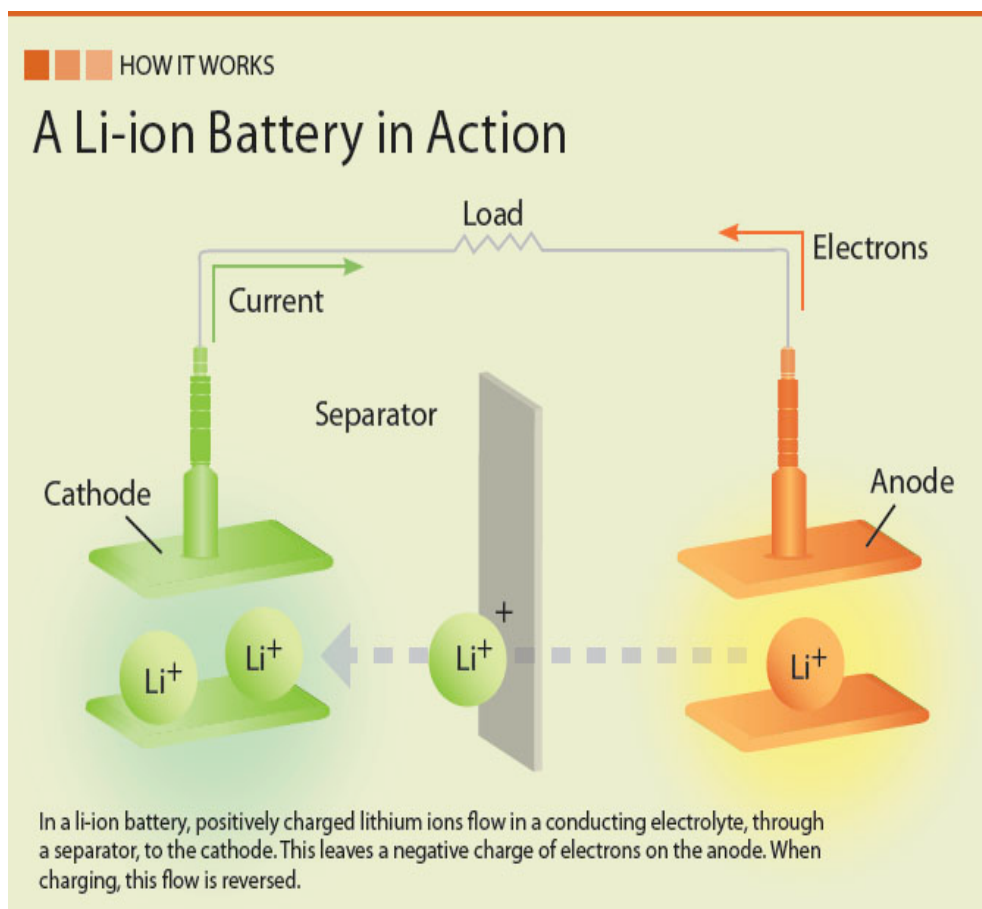 HOW IT WORKS
A Li-ion Battery in Action
Load
Electrons
Current
Separator
Cathode
Anode
+
Li+
Li+
Li+
Li+
In a li-ion battery, positively charged lithium ions flow in a conducting electrolyte, through
a separator, to the cathode. This leaves a negative charge of electrons on the anode. When
charging, this flow is reversed.